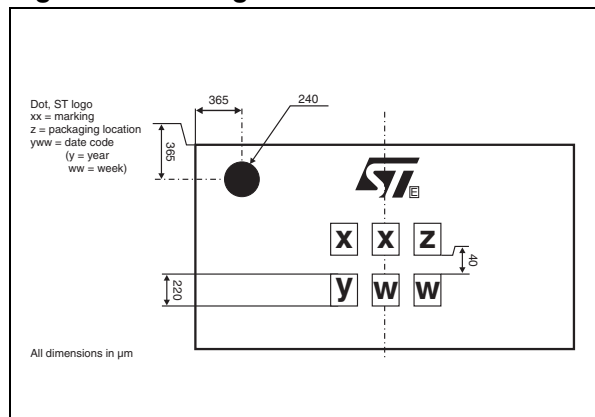 365
240
Dot, ST logo
xx = marking
z = packaging location
yww = date code
(y = year
ww = week)
365
ST
E
x x z
40
y w w
220
All dimensions in µm